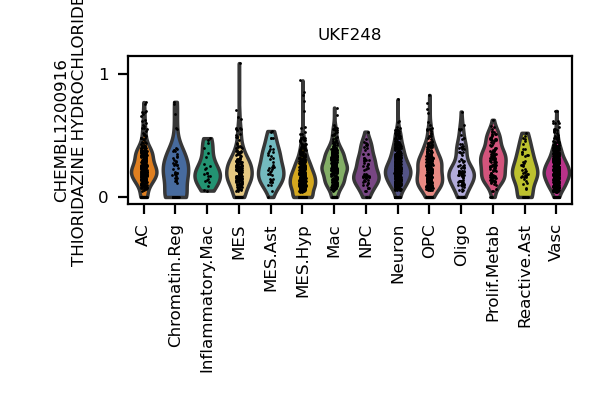 UKF248
CHEMBL1200916
THIORIDAZINE HYDROCHLORIDE
1
0
AC
Chromatin.Reg
Inflammatory.Mac
MES
MES.Ast
MES.Hyp
Mac
NPC
Neuron
OPC
Oligo
Prolif.Metab
Reactive.Ast
Vasc